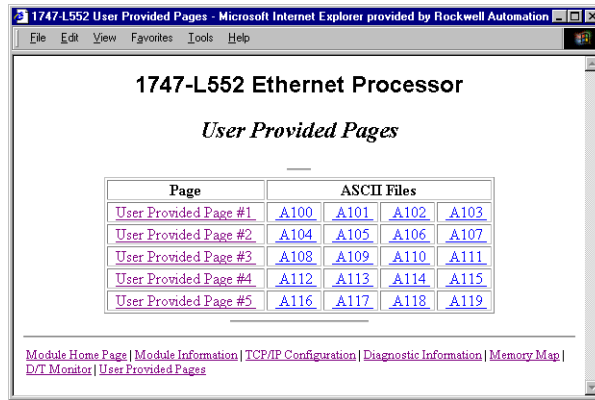 1747-L552 User Provided Pages - Microsoft Internet Explorer provided by Rockwell Automation
File Edit View Favorites Tools Help
1747-L552 Ethernet Processor
User Provided Pages
Page ASCII Files
User Provided Page #1 A100 A101 A102 A103
User Provided Page #2 A104 A105 A106 A107
User Provided Page #3 A108 A109 A110 A111
User Provided Page #4 A112 A113 A114 A115
User Provided Page #5 A116 A117 A118 A119
Module Home Page | Module Information | TCP/IP Configuration | Diagnostic Information | Memory Map |
D/T Monitor | User Provided Pages